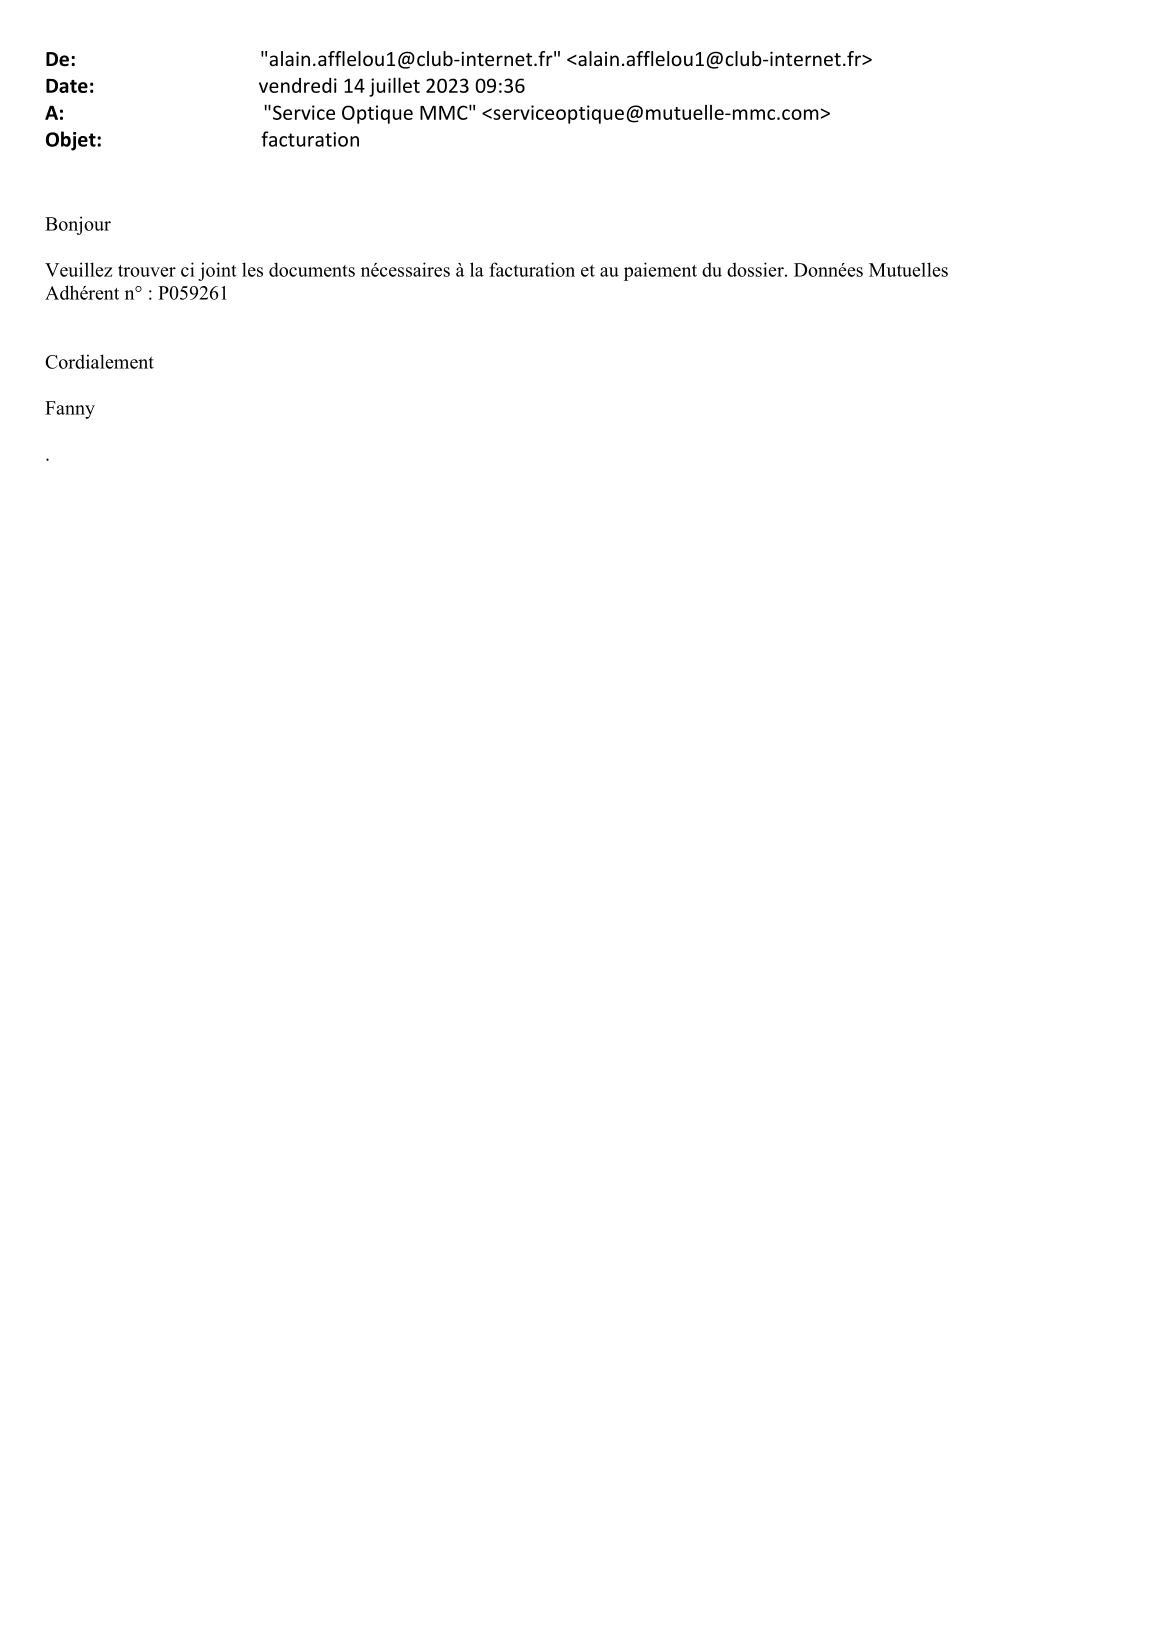 De: "alain.afflelou1@club-internet.fr" <alain.afflelou1@club-internet.fr>
Date: vendredi 14 juillet 2023 09:36
A: "Service Optique MMC" <serviceoptique@mutuelle-mmc.com>
Objet: facturation
Bonjour
Veuillez trouver ci joint les documents nécessaires à la facturation et au paiement du dossier. Données Mutuelles
Adhérent n° : P059261
Cordialement
Fanny
.